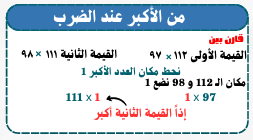 من الأكبر عند الضرب
قارن بين
القيمة الأولى ١١٢ × ٩٧ القيمة الثانية ١١١ × ٩٨
نحط مكان العدد الأكبر 1
مكان الـ 112 و 98 نضع 1
1 × 97 111 × 1
إذاً القيمة الثانية أكبر